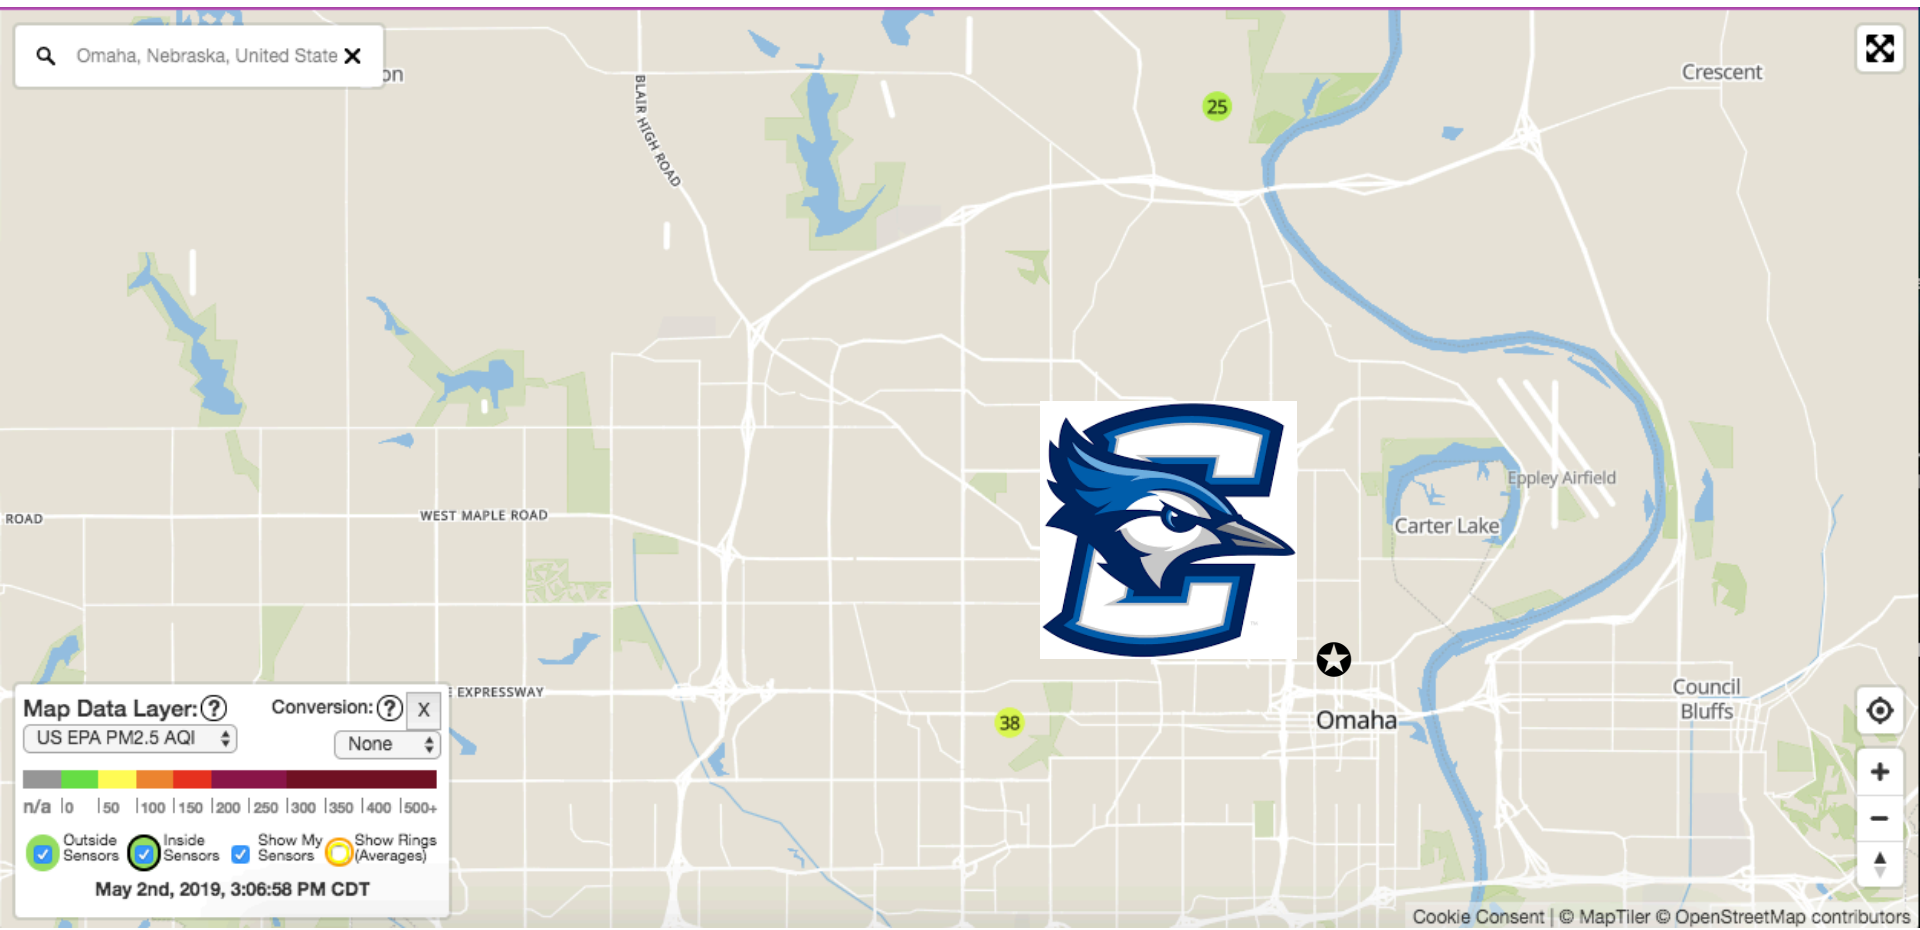 Omaha, Nebraska, United State
on
Crescent
25
BLAIR HIGH ROAD
Eppley Airfield
Carter Lake
ROAD
WEST MAPLE ROAD
E EXPRESSWAY
38
Omaha
Council
Bluffs
Map Data Layer: ?
Conversion: ?
X
US EPA PM2.5 AQI
None
n/a |0 |50 |100 |150 |200 |250 |300 |350 |400 |500+
Outside
Sensors
Inside
Sensors
Show My
Sensors
Show Rings
(Averages)
May 2nd, 2019, 3:06:58 PM CDT
Cookie Consent | © MapTiler © OpenStreetMap contributors